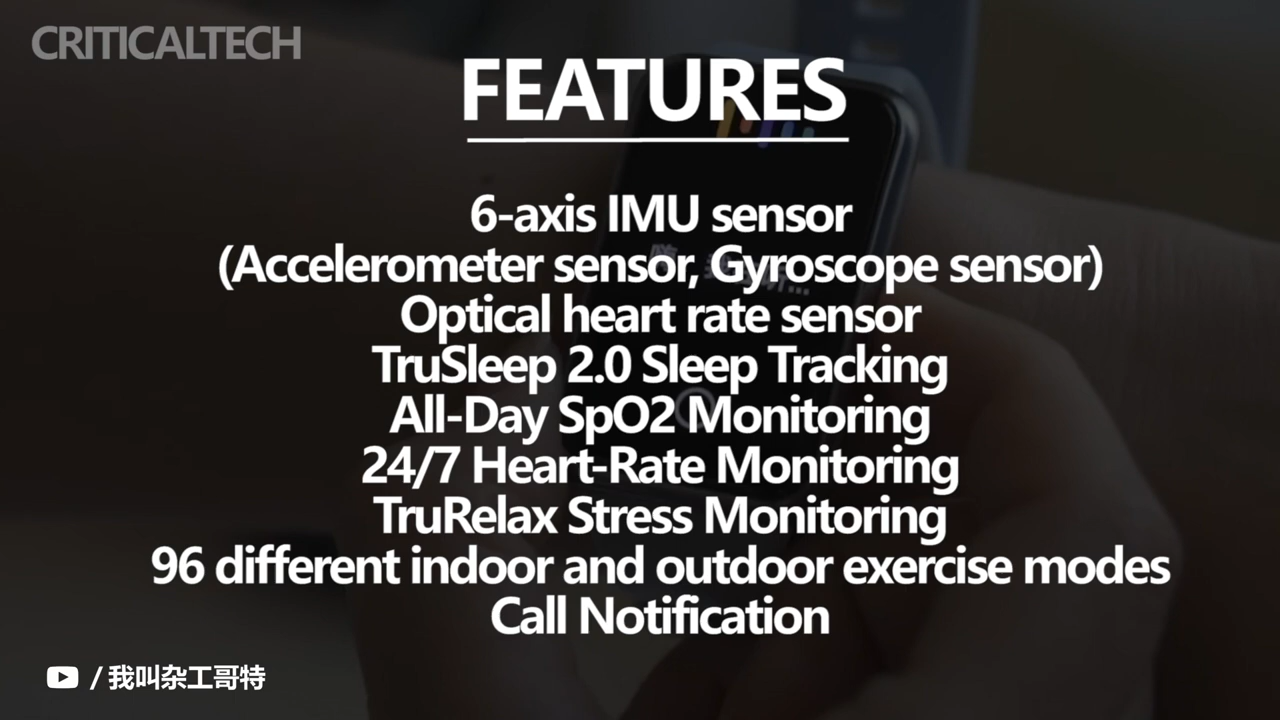 CRITICALTECH
FEATURES
6-axis IMU sensor
(Accelerometer sensor, Gyroscope sensor)
Optical heart rate sensor
TruSleep 2.0 Sleep Tracking
All-Day SpO2 Monitoring
24/7 Heart-Rate Monitoring
TruRelax Stress Monitoring
96 different indoor and outdoor exercise modes
Call Notification
/ 我叫杂工哥特